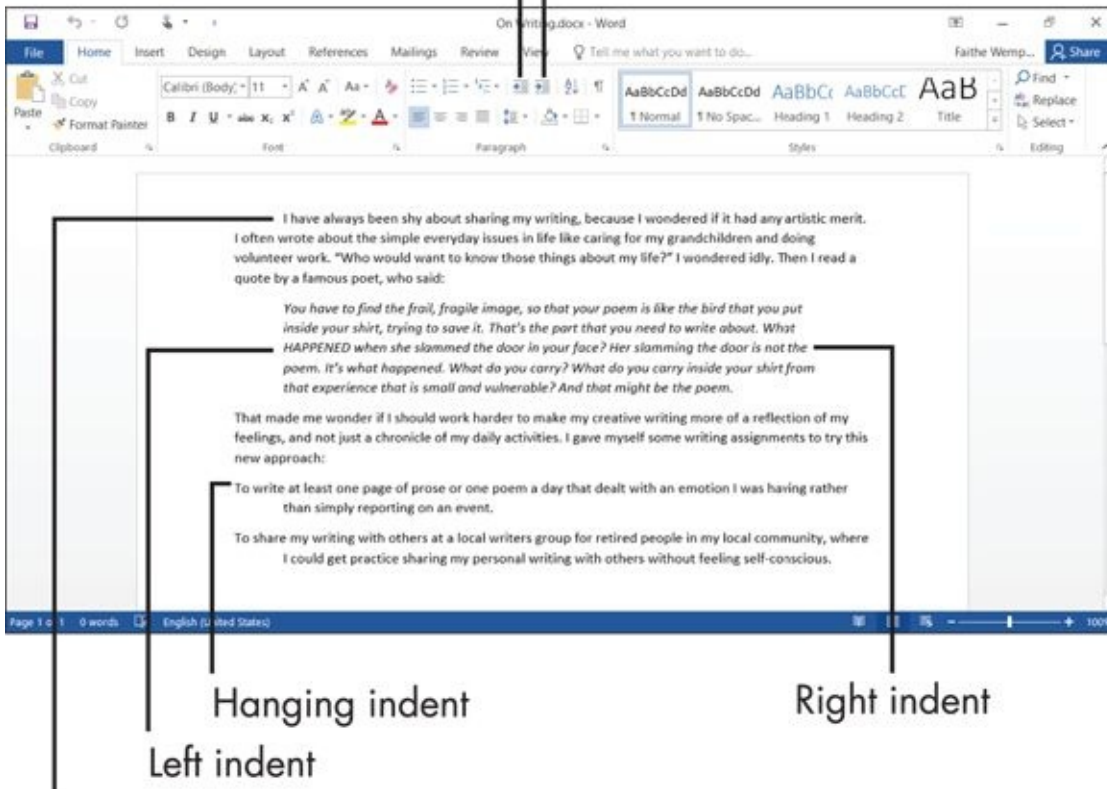 On Writing.docx - Word
File Home Insert Design Layout References Mailings Review View Tell me what you want to do... Faithe Wemp... Share
Cut
Copy
Format Painter
Paste
Clipboard
Calibri (Body) 11 A A Aa
B I U abc X₂ X² A A
Font
Paragraph
AaBbCcDd AaBbCcDd AaBbCc AaBbCcE AaB
¶ Normal ¶ No Spac... Heading 1 Heading 2 Title
Styles
Find
Replace
Select
Editing
I have always been shy about sharing my writing, because I wondered if it had any artistic merit.
I often wrote about the simple everyday issues in life like caring for my grandchildren and doing
volunteer work. “Who would want to know those things about my life?” I wondered idly. Then I read a
quote by a famous poet, who said:
You have to find the frail, fragile image, so that your poem is like the bird that you put
inside your shirt, trying to save it. That's the part that you need to write about. What
HAPPENED when she slammed the door in your face? Her slamming the door is not the
poem. It's what happened. What do you carry? What do you carry inside your shirt from
that experience that is small and vulnerable? And that might be the poem.
That made me wonder if I should work harder to make my creative writing more of a reflection of my
feelings, and not just a chronicle of my daily activities. I gave myself some writing assignments to try this
new approach:
To write at least one page of prose or one poem a day that dealt with an emotion I was having rather
than simply reporting on an event.
To share my writing with others at a local writers group for retired people in my local community, where
I could get practice sharing my personal writing with others without feeling self-conscious.
Page 1 of 1 0 words English (United States) 100%
Hanging indent
Right indent
Left indent